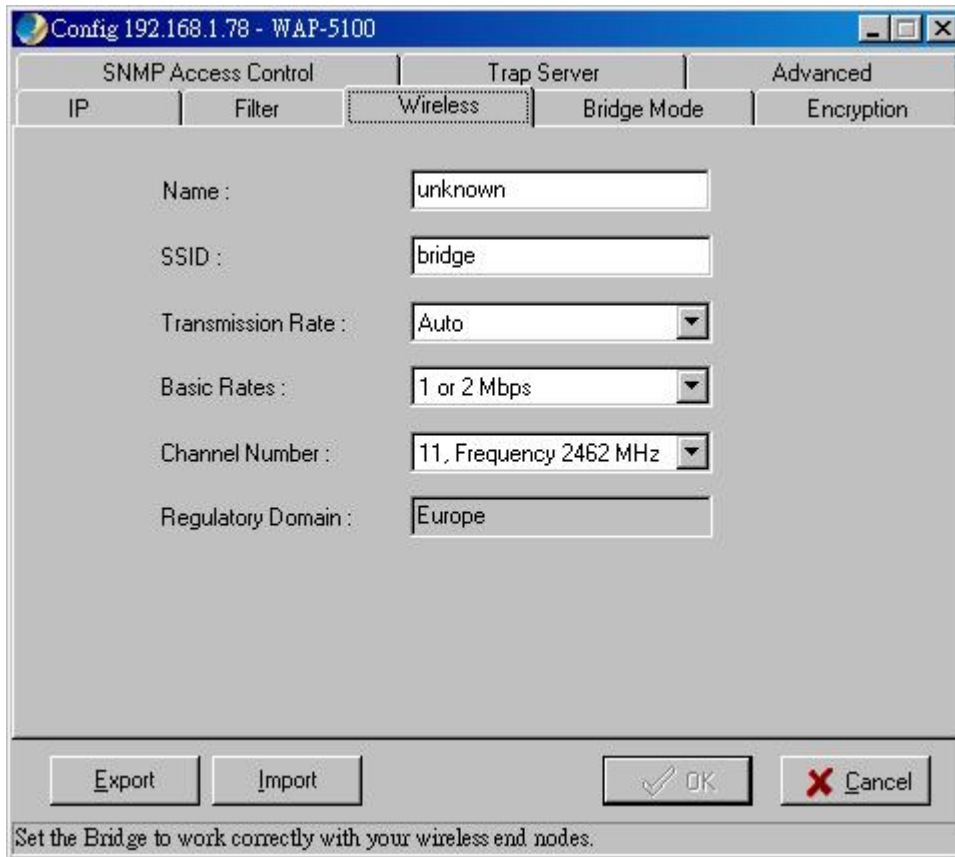 Config 192.168.1.78 - WAP-5100
SNMP Access Control Trap Server Advanced
IP Filter Wireless Bridge Mode Encryption
Name : unknown
SSID : bridge
Transmission Rate : Auto
Basic Rates : 1 or 2 Mbps
Channel Number : 11, Frequency 2462 MHz
Regulatory Domain : Europe
Export Import OK Cancel
Set the Bridge to work correctly with your wireless end nodes.